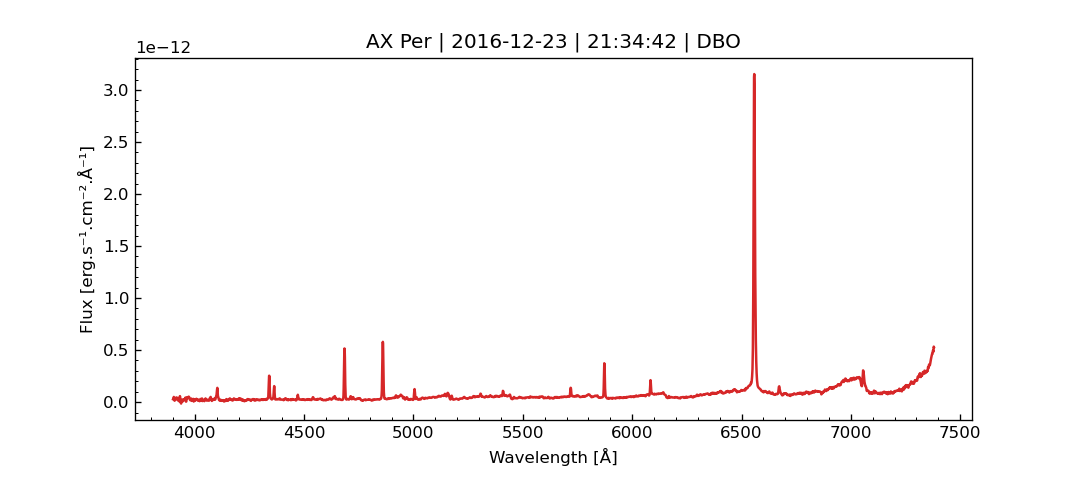 AX Per | 2016-12-23 | 21:34:42 | DBO
1e−12
3.0
2.5
2.0
1.5
1.0
0.5
0.0
Flux [erg.s⁻¹.cm⁻².Å⁻¹]
4000 4500 5000 5500 6000 6500 7000 7500
Wavelength [Å]